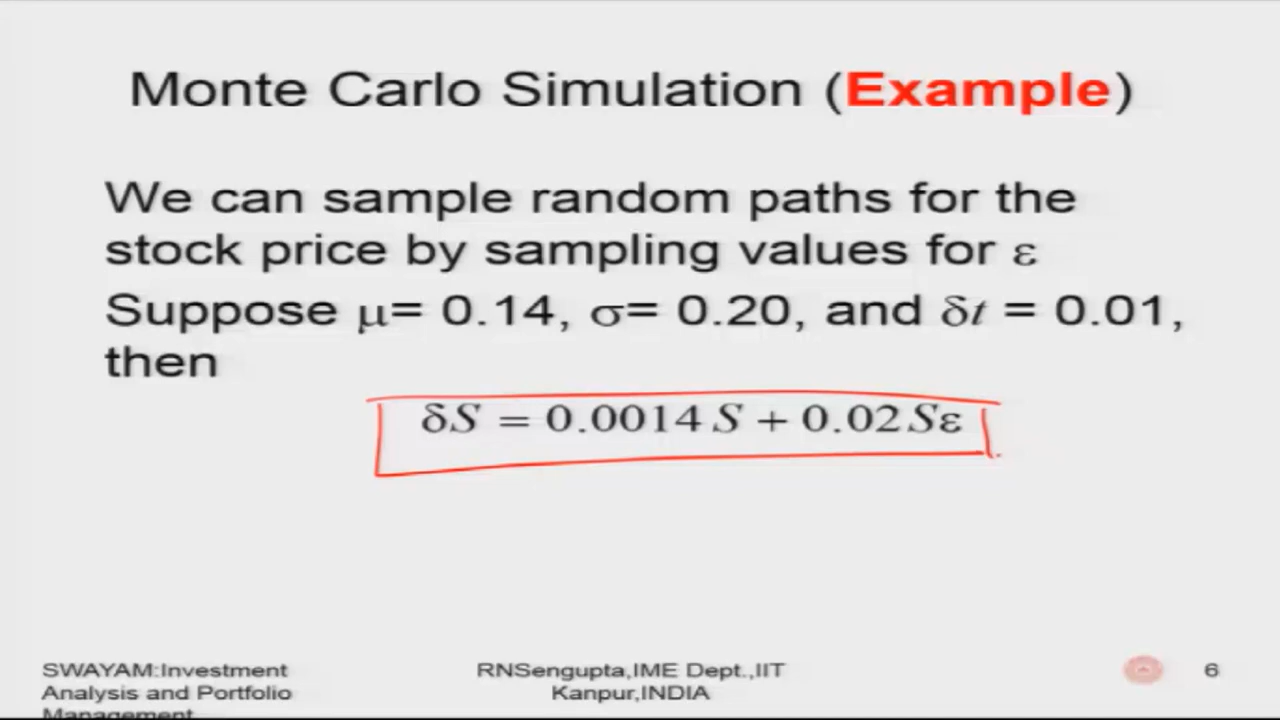 Monte Carlo Simulation (Example)
We can sample random paths for the
stock price by sampling values for ε
Suppose μ= 0.14, σ= 0.20, and δt = 0.01,
then
δS = 0.0014 S + 0.02 Sε
SWAYAM:Investment
Analysis and Portfolio
Management
RNSengupta,IME Dept.,IIT
Kanpur,INDIA
6